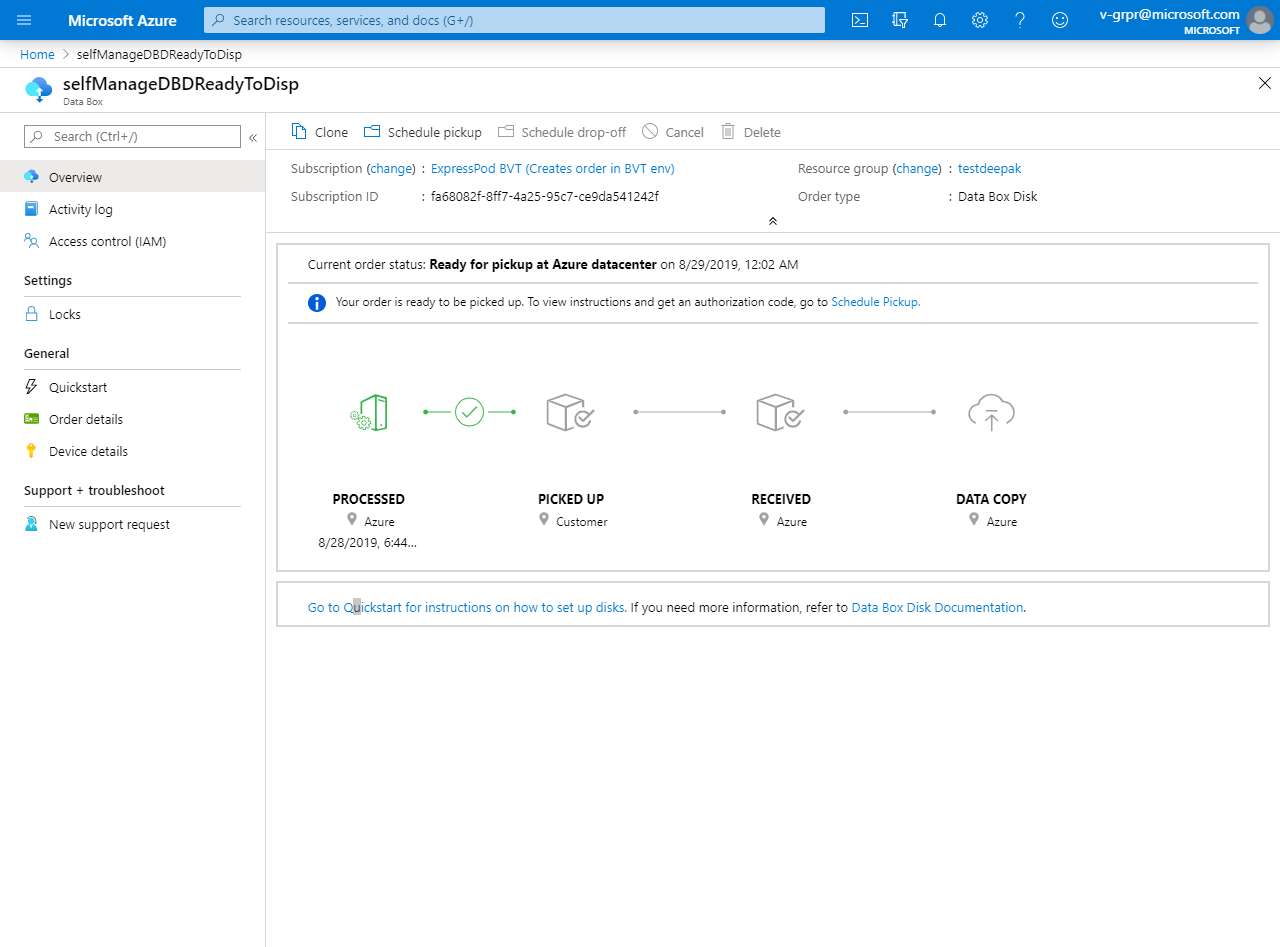 Microsoft Azure
Search resources, services, and docs (G+/)
v-grpr@microsoft.com
MICROSOFT
Home > selfManageDBDReadyToDisp
selfManageDBDReadyToDisp
Data Box
Search (Ctrl+/)
«
Overview
Activity log
Access control (IAM)
Settings
Locks
General
Quickstart
Order details
Device details
Support + troubleshoot
New support request
Clone
Schedule pickup
Schedule drop-off
Cancel
Delete
Subscription (change) : ExpressPod BVT (Creates order in BVT env)
Resource group (change) : testdeepak
Subscription ID : fa68082f-8ff7-4a25-95c7-ce9da541242f
Order type : Data Box Disk
Current order status: Ready for pickup at Azure datacenter on 8/29/2019, 12:02 AM
Your order is ready to be picked up. To view instructions and get an authorization code, go to Schedule Pickup.
PROCESSED
Azure
8/28/2019, 6:44...
PICKED UP
Customer
RECEIVED
Azure
DATA COPY
Azure
Go to Quickstart for instructions on how to set up disks. If you need more information, refer to Data Box Disk Documentation.